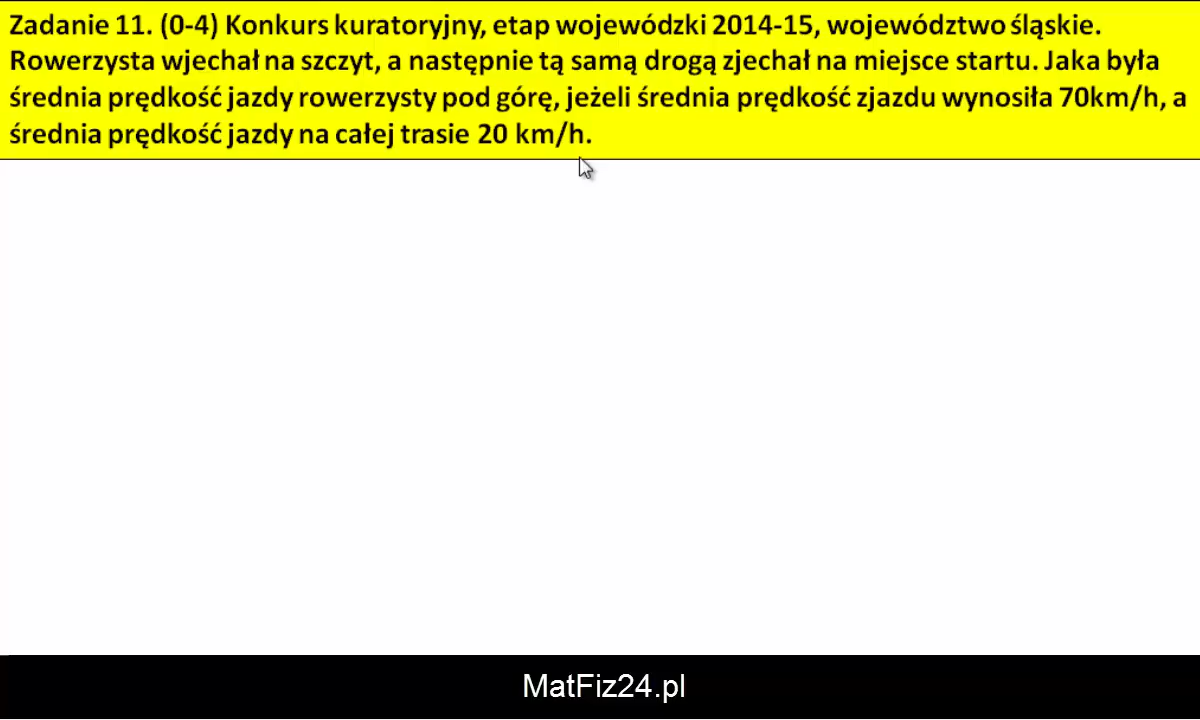 Zadanie 11. (0-4) Konkurs kuratoryjny, etap wojewódzki 2014-15, województwo śląskie.
Rowerzysta wjechał na szczyt, a następnie tą samą drogą zjechał na miejsce startu. Jaka była
średnia prędkość jazdy rowerzysty pod górę, jeżeli średnia prędkość zjazdu wynosiła 70km/h, a
średnia prędkość jazdy na całej trasie 20 km/h.
MatFiz24.pl